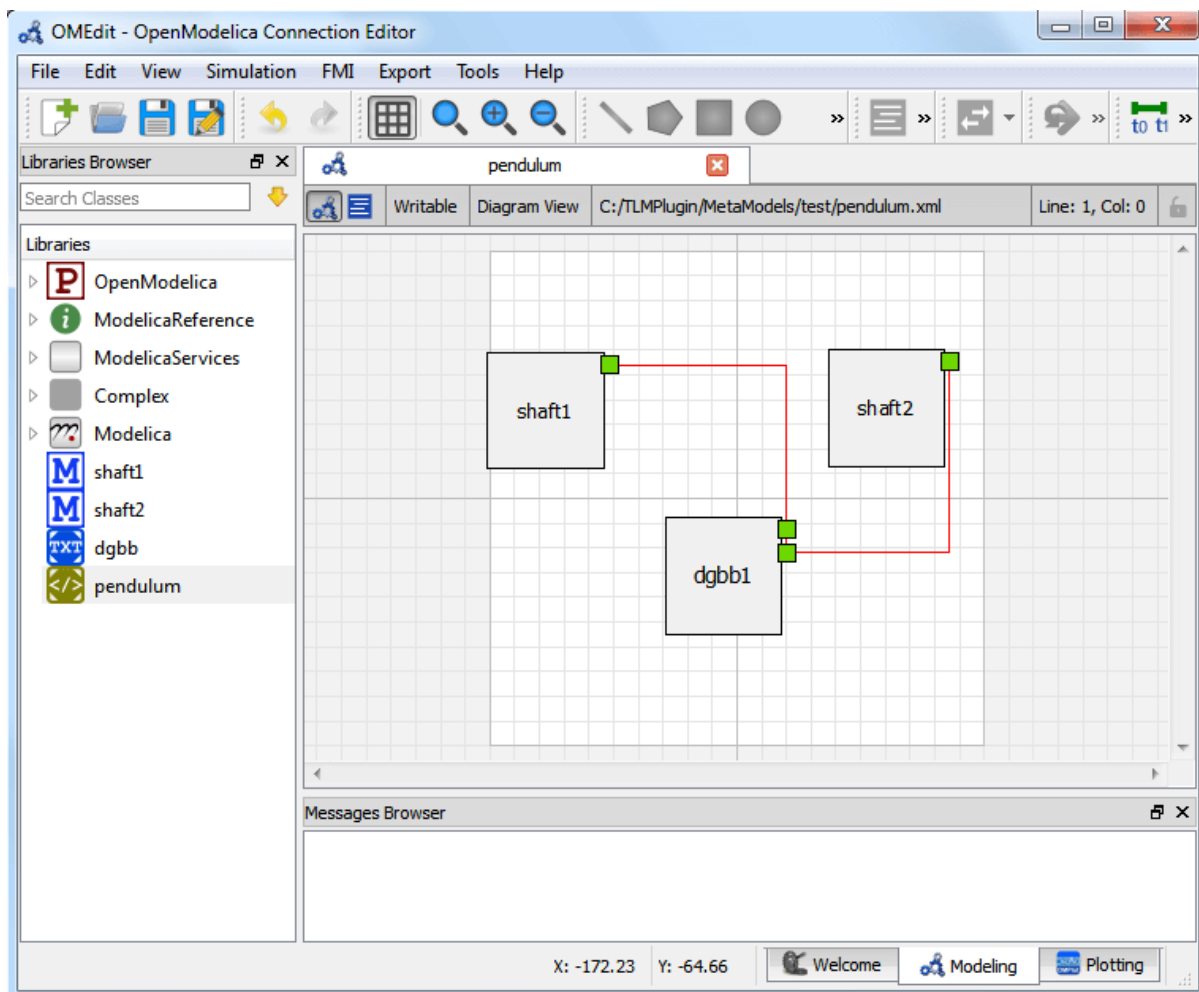 OMEdit - OpenModelica Connection Editor
File Edit View Simulation FMI Export Tools Help
t0 t1
Libraries Browser
Search Classes
Libraries
P OpenModelica
i ModelicaReference
ModelicaServices
Complex
m Modelica
M shaft1
M shaft2
TXT dgbb
</> pendulum
pendulum
Writable Diagram View C:/TLMPlugin/MetaModels/test/pendulum.xml Line: 1, Col: 0
shaft1
shaft2
dgbb1
Messages Browser
X: -172.23 Y: -64.66 Welcome Modeling Plotting